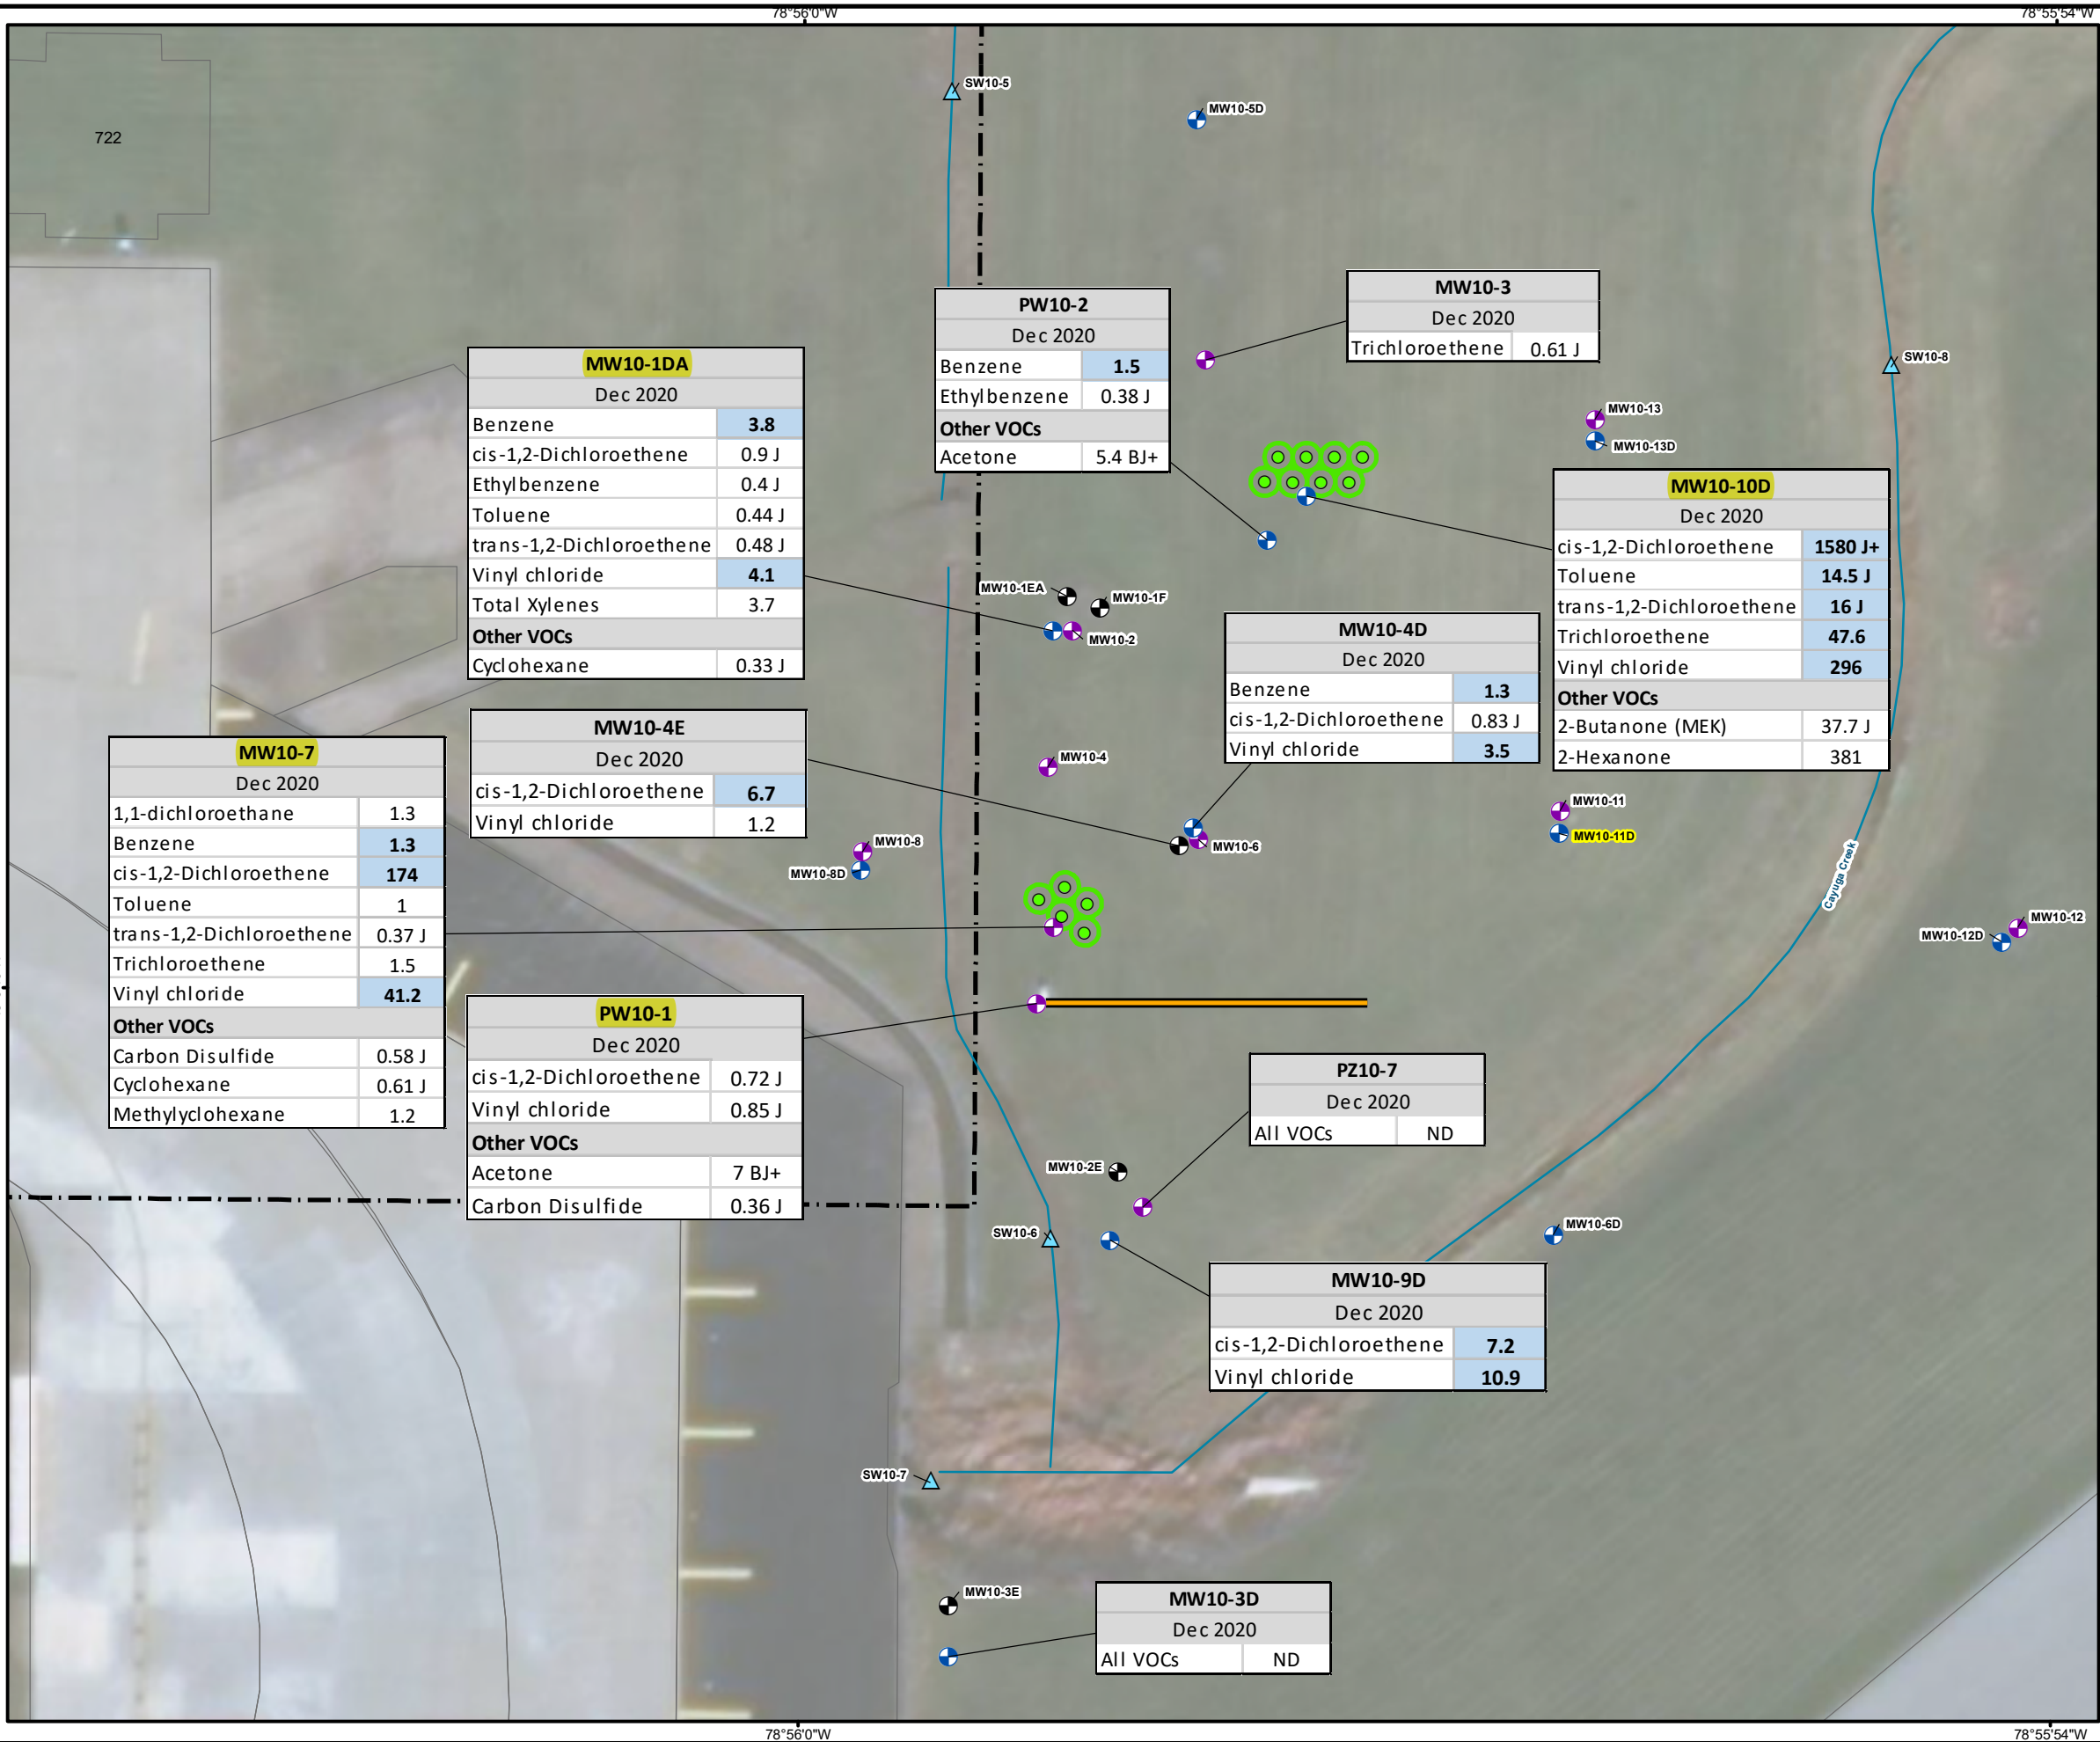 78°56'0"W
78°55'54"W
722
SW10-5
MW10-5D
PW10-2
Dec 2020
Benzene 1.5
Ethylbenzene 0.38 J
Other VOCs
Acetone 5.4 BJ+
MW10-3
Dec 2020
Trichloroethene 0.61 J
SW10-8
MW10-1DA
Dec 2020
Benzene 3.8
cis-1,2-Dichloroethene 0.9 J
Ethylbenzene 0.4 J
Toluene 0.44 J
trans-1,2-Dichloroethene 0.48 J
Vinyl chloride 4.1
Total Xylenes 3.7
Other VOCs
Cyclohexane 0.33 J
MW10-13
MW10-13D
MW10-10D
Dec 2020
cis-1,2-Dichloroethene 1580 J+
Toluene 14.5 J
trans-1,2-Dichloroethene 16 J
Trichloroethene 47.6
Vinyl chloride 296
Other VOCs
2-Butanone (MEK) 37.7 J
2-Hexanone 381
MW10-1EA
MW10-1F
MW10-2
MW10-4D
Dec 2020
Benzene 1.3
cis-1,2-Dichloroethene 0.83 J
Vinyl chloride 3.5
MW10-4E
Dec 2020
cis-1,2-Dichloroethene 6.7
Vinyl chloride 1.2
MW10-7
Dec 2020
1,1-dichloroethane 1.3
Benzene 1.3
cis-1,2-Dichloroethene 174
Toluene 1
trans-1,2-Dichloroethene 0.37 J
Trichloroethene 1.5
Vinyl chloride 41.2
Other VOCs
Carbon Disulfide 0.58 J
Cyclohexane 0.61 J
Methylyclohexane 1.2
MW10-4
MW10-8
MW10-8D
MW10-6
MW10-11
MW10-11D
Cayuga Creek
MW10-12
MW10-12D
PW10-1
Dec 2020
cis-1,2-Dichloroethene 0.72 J
Vinyl chloride 0.85 J
Other VOCs
Acetone 7 BJ+
Carbon Disulfide 0.36 J
PZ10-7
Dec 2020
All VOCs ND
MW10-2E
SW10-6
MW10-6D
MW10-9D
Dec 2020
cis-1,2-Dichloroethene 7.2
Vinyl chloride 10.9
SW10-7
MW10-3E
MW10-3D
Dec 2020
All VOCs ND
78°56'0"W
78°55'54"W